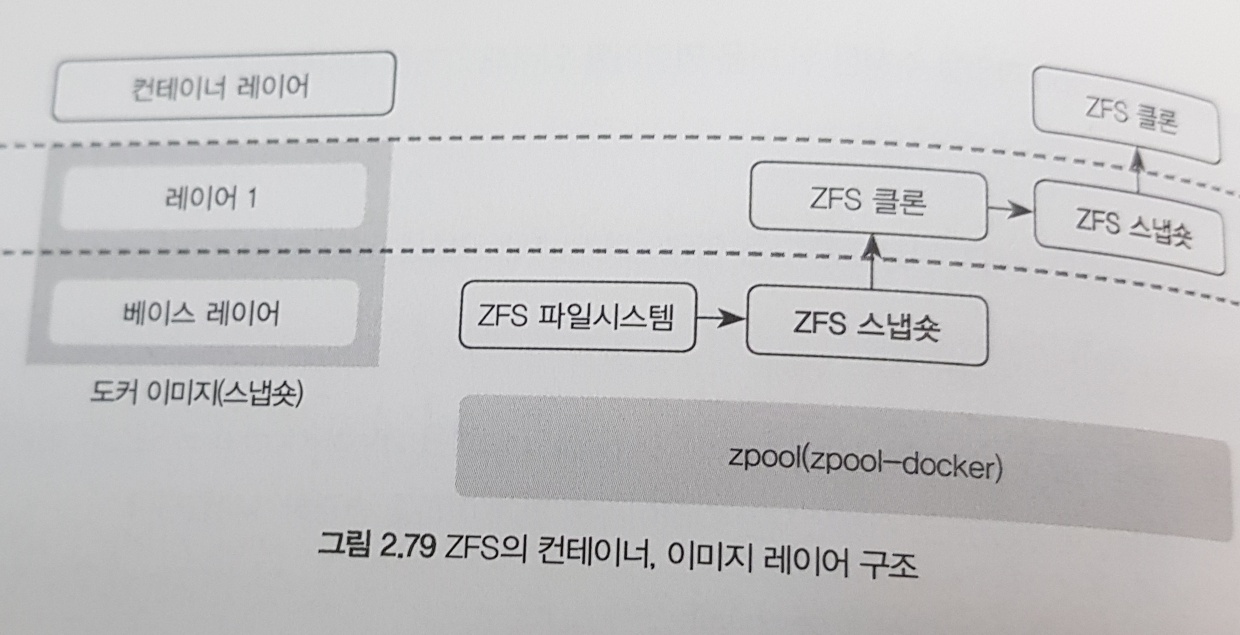 컨테이너 레이어
ZFS 클론
레이어 1
ZFS 클론
ZFS 스냅숏
베이스 레이어
ZFS 파일시스템
ZFS 스냅숏
도커 이미지(스냅숏)
zpool(zpool-docker)
그림 2.79 ZFS의 컨테이너, 이미지 레이어 구조